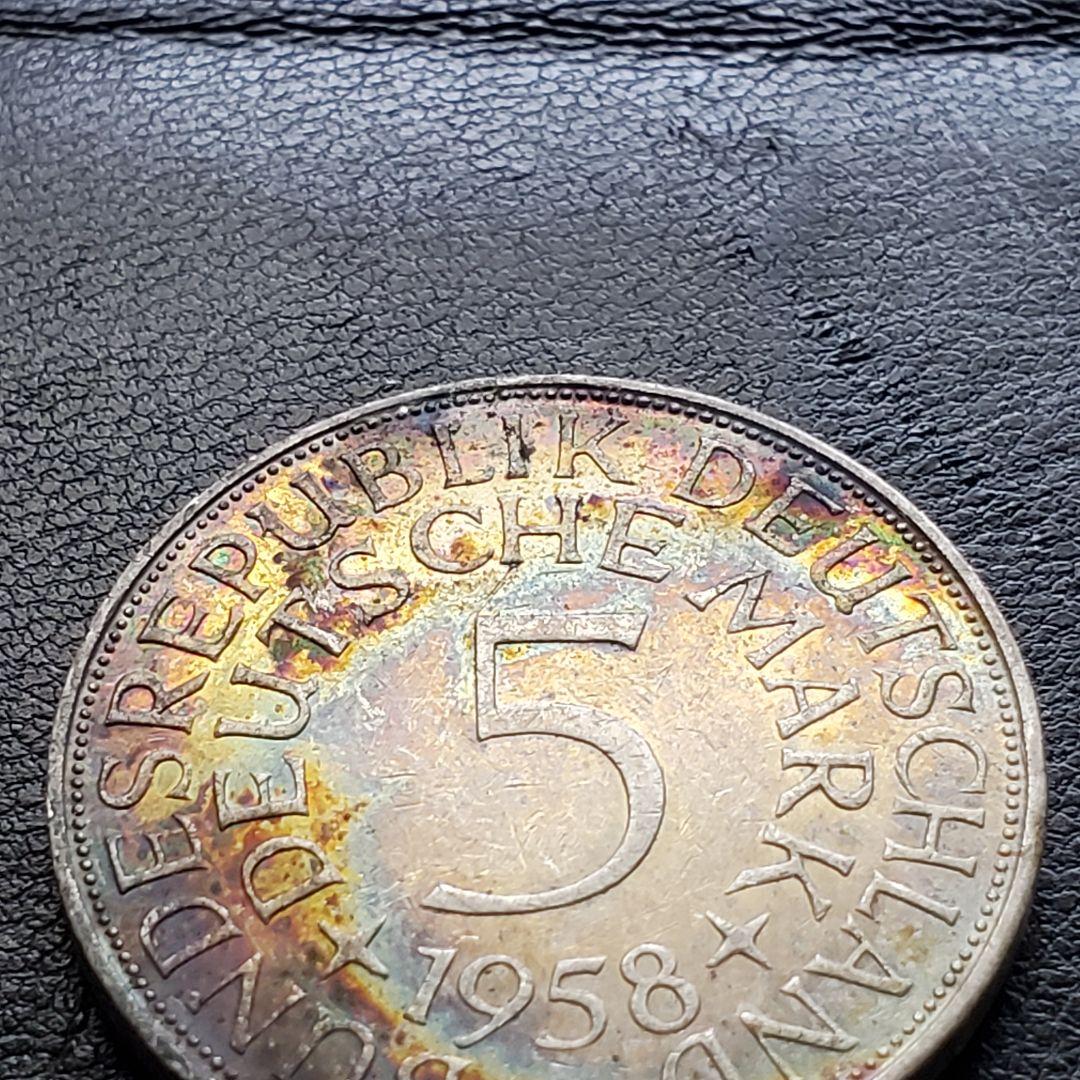 BUNDESREPUBLIK DEUTSCHLAND
DEUTSCHE MARK
5
1958